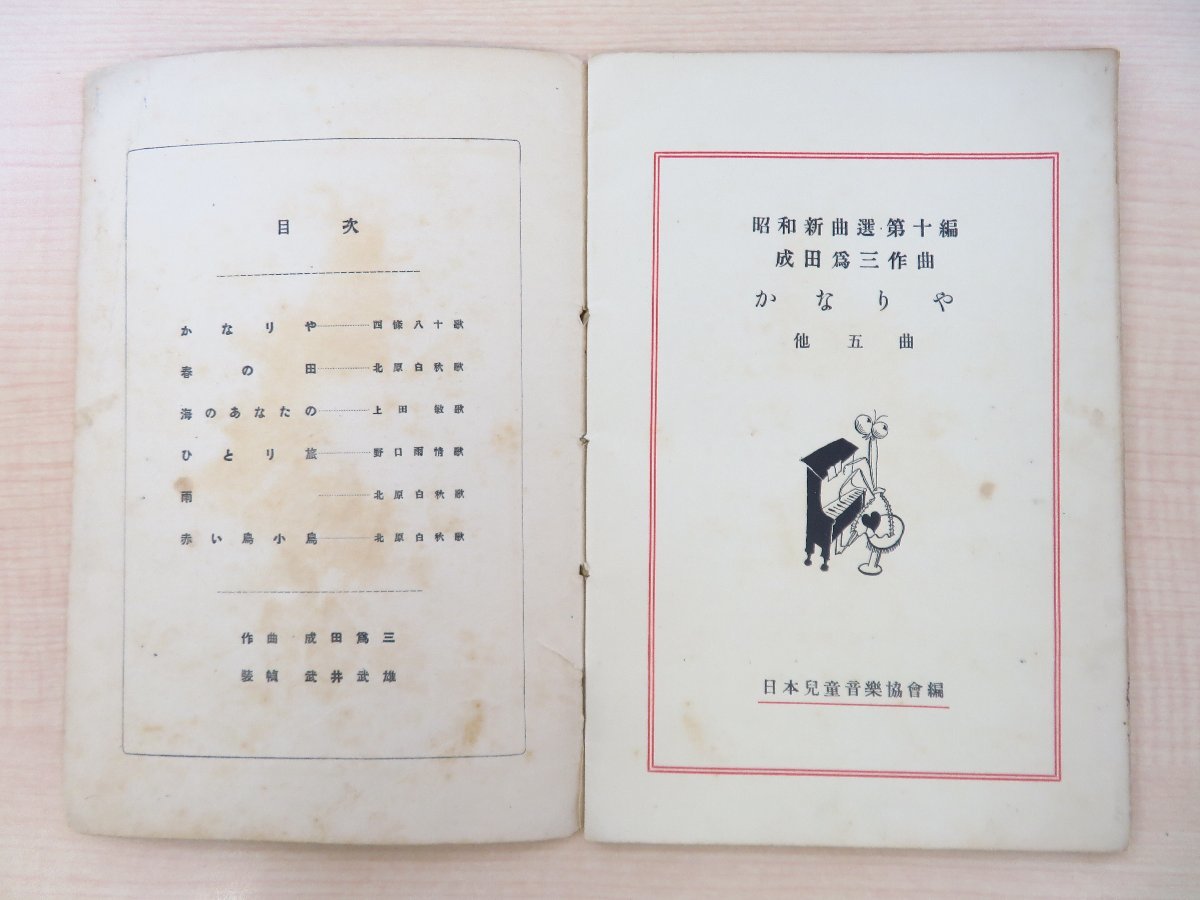 目次
かなりや………西條八十歌
春の田………北原白秋歌
海のあなたの………上田敏歌
ひとり旅………野口雨情歌
雨………北原白秋歌
赤い鳥小鳥………北原白秋歌
作曲 成田爲三
裝幀 武井武雄
昭和新曲選・第十編
成田爲三作曲
かなりや
他五曲
日本兒童音樂協會編